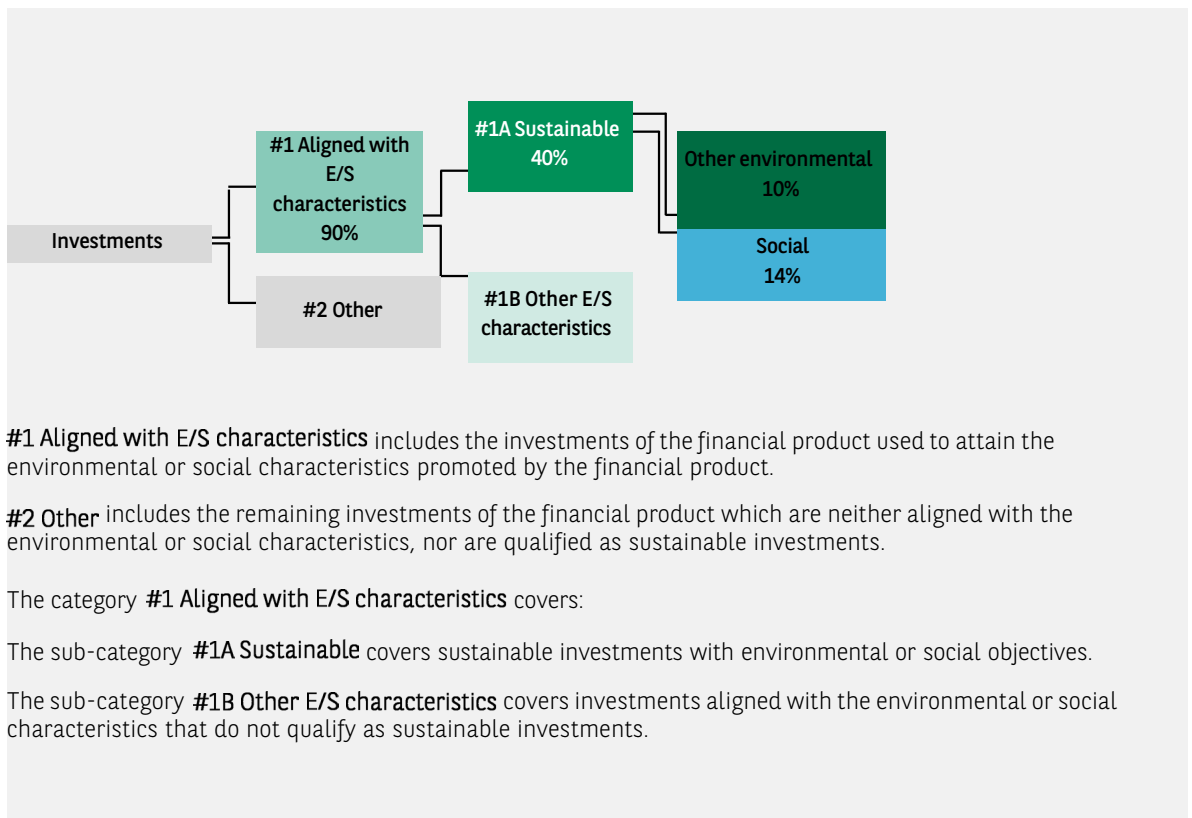 #1 Aligned with
E/S
characteristics
90%
#1A Sustainable
40%
Other environmental
10%
Investments
Social
14%
#2 Other
#1B Other E/S
characteristics
#1 Aligned with E/S characteristics includes the investments of the financial product used to attain the
environmental or social characteristics promoted by the financial product.
#2 Other includes the remaining investments of the financial product which are neither aligned with the
environmental or social characteristics, nor are qualified as sustainable investments.
The category #1 Aligned with E/S characteristics covers:
The sub-category #1A Sustainable covers sustainable investments with environmental or social objectives.
The sub-category #1B Other E/S characteristics covers investments aligned with the environmental or social
characteristics that do not qualify as sustainable investments.